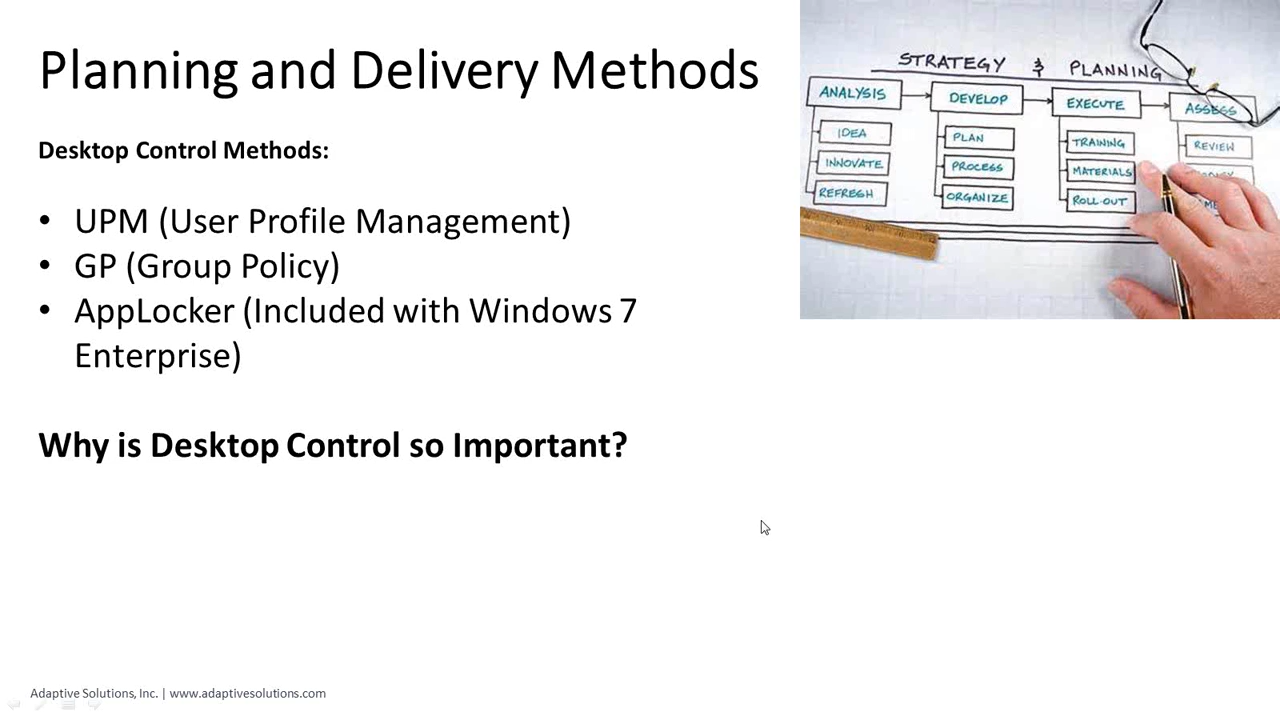 Planning and Delivery Methods
Desktop Control Methods:
• UPM (User Profile Management)
• GP (Group Policy)
• AppLocker (Included with Windows 7
Enterprise)
Why is Desktop Control so Important?
STRATEGY & PLANNING
ANALYSIS
IDEA
INNOVATE
REFRESH
DEVELOP
PLAN
PROCESS
ORGANIZE
EXECUTE
TRAINING
MATERIALS
ROLL-OUT
ASSESS
REVIEW
Adaptive Solutions, Inc. | www.adaptivesolutions.com